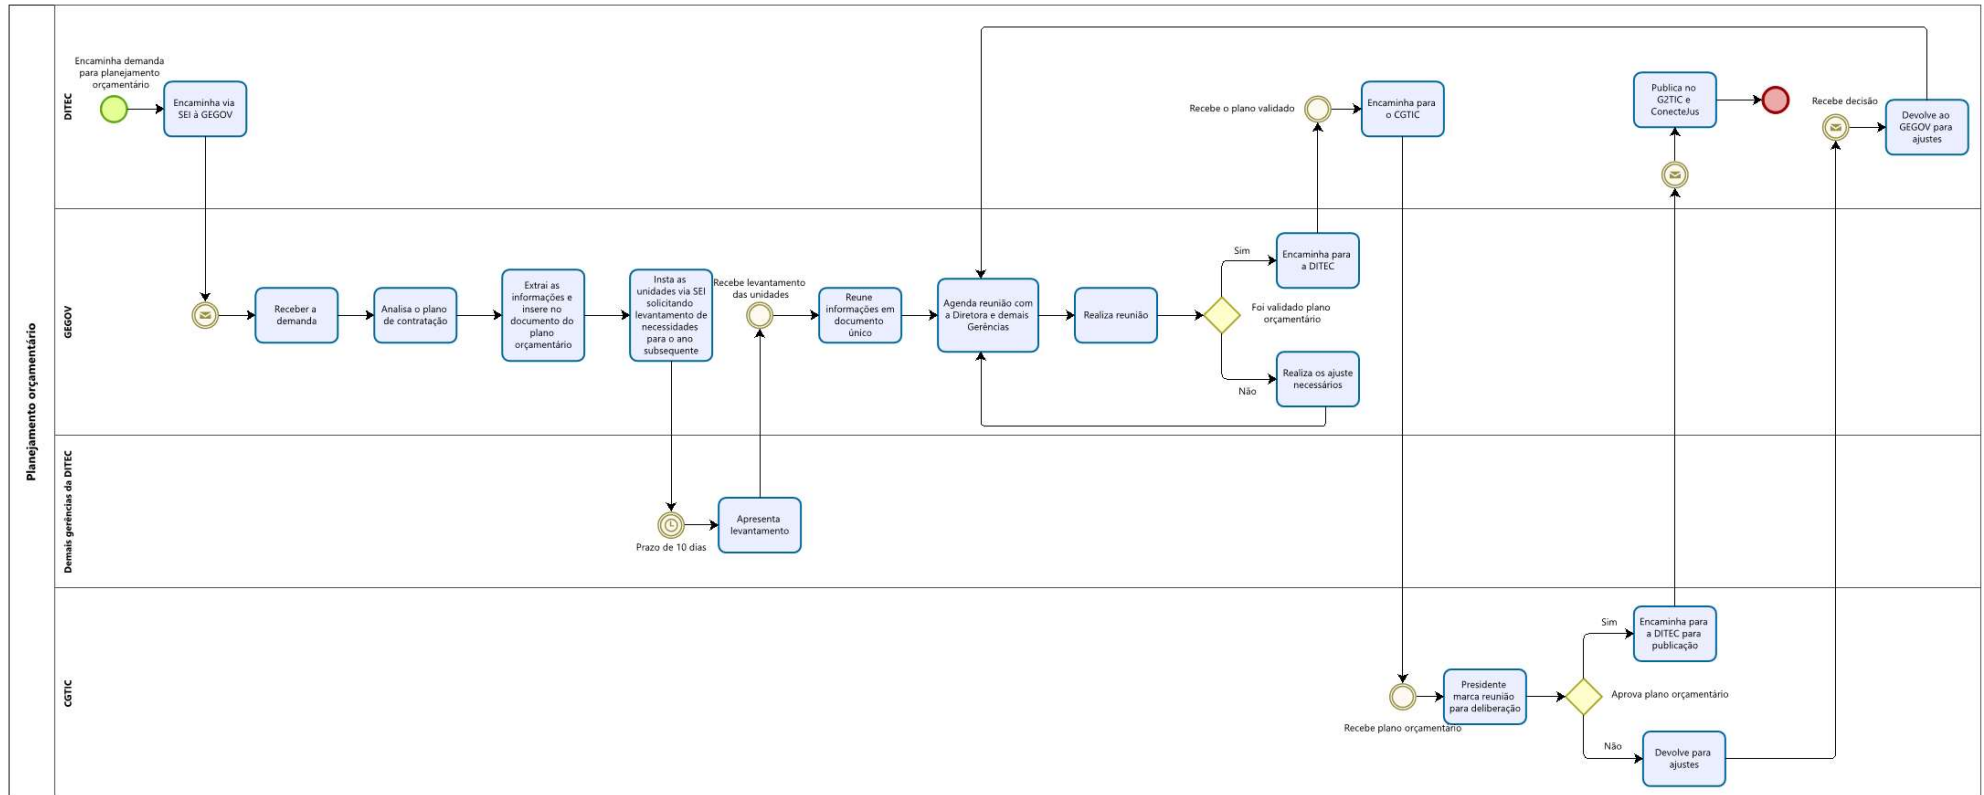 Planejamento orçamentário
DITEC
Encaminha demanda
para planejamento
orçamentário
Encaminha via
SEI à GEGOV
Recebe o plano validado
Encaminha para
o CGTIC
Publica no
G2TIC e
ConecteJus
Recebe decisão
Devolve ao
GEGOV para
ajustes
GEGOV
Receber a
demanda
Analisa o plano
de contratação
Extrai as
informações e
insere no
documento do
plano
orçamentário
Insta as
unidades via SEI
solicitando
levantamento de
necessidades
para o ano
subsequente
Recebe levantamento
das unidades
Reune
informações em
documento
único
Agenda reunião com
a Diretora e demais
Gerências
Realiza reunião
Sim
Encaminha para
a DITEC
Foi validado plano
orçamentário
Não
Realiza os ajuste
necessários
Demais gerências da DITEC
Prazo de 10 dias
Apresenta
levantamento
CGTIC
Recebe plano orçamentário
Presidente
marca reunião
para deliberação
Sim
Encaminha para
a DITEC para
publicação
Aprova plano orçamentário
Não
Devolve para
ajustes